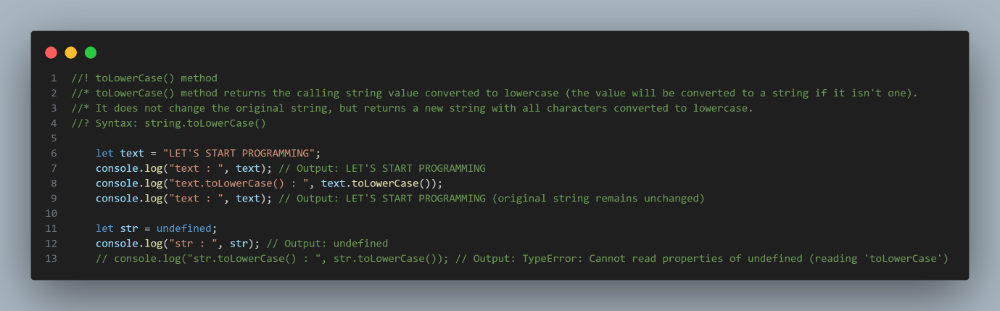 1 //! toLowerCase() method
2 //* toLowerCase() method returns the calling string value converted to lowercase (the value will be converted to a string if it isn't one).
3 //* It does not change the original string, but returns a new string with all characters converted to lowercase.
4 //? Syntax: string.toLowerCase()
5
6     let text = "LET'S START PROGRAMMING";
7     console.log("text : ", text); // Output: LET'S START PROGRAMMING
8     console.log("text.toLowerCase() : ", text.toLowerCase());
9     console.log("text : ", text); // Output: LET'S START PROGRAMMING (original string remains unchanged)
10
11     let str = undefined;
12     console.log("str : ", str); // Output: undefined
13     // console.log("str.toLowerCase() : ", str.toLowerCase()); // Output: TypeError: Cannot read properties of undefined (reading 'toLowerCase')